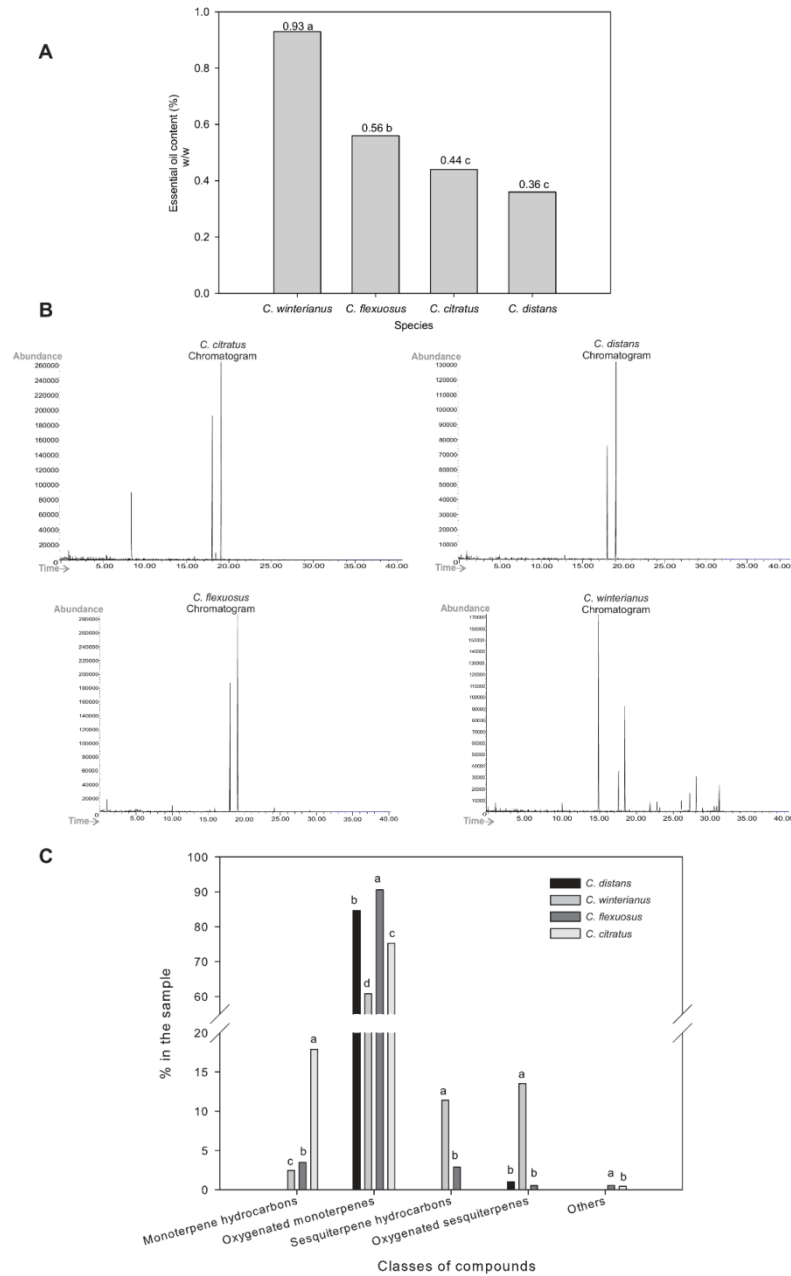 A
Essential oil content (%)
w/w
1.0
0.8
0.6
0.4
0.2
0.0
0.93 a
0.56 b
0.44 c
0.36 c
C. winterianus
C. flexuosus
C. citratus
C. distans
Species
B
C. citratus
Chromatogram
Abundance
260000
240000
220000
200000
180000
160000
140000
120000
100000
80000
60000
40000
20000
0
Time->
5.00 10.00 15.00 20.00 25.00 30.00 35.00 40.00
C. distans
Chromatogram
Abundance
130000
120000
110000
100000
90000
80000
70000
60000
50000
40000
30000
20000
10000
0
Time->
5.00 10.00 15.00 20.00 25.00 30.00 35.00 40.00
C. flexuosus
Chromatogram
Abundance
280000
260000
240000
220000
200000
180000
160000
140000
120000
100000
80000
60000
40000
20000
0
Time->
5.00 10.00 15.00 20.00 25.00 30.00 35.00 40.00
C. winterianus
Chromatogram
Abundance
170000
160000
150000
140000
130000
120000
110000
100000
90000
80000
70000
60000
50000
40000
30000
20000
10000
0
Time->
5.00 10.00 15.00 20.00 25.00 30.00 35.00 40.00
C
% in the sample
100
90
80
70
60
20
15
10
5
0
C. distans
C. winterianus
C. flexuosus
C. citratus
c b a
b d a c
a b
b a b
a b
Monoterpene hydrocarbons
Oxygenated monoterpenes
Sesquiterpene hydrocarbons
Oxygenated sesquiterpenes
Others
Classes of compounds